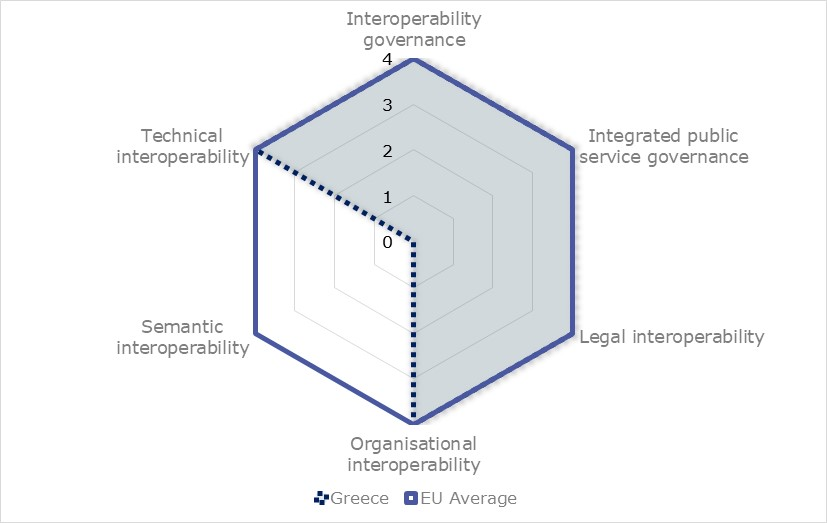 Interoperability
governance
4
3
2
1
0
Technical
interoperability
Integrated public
service governance
Semantic
interoperability
Legal interoperability
Organisational
interoperability
Greece EU Average